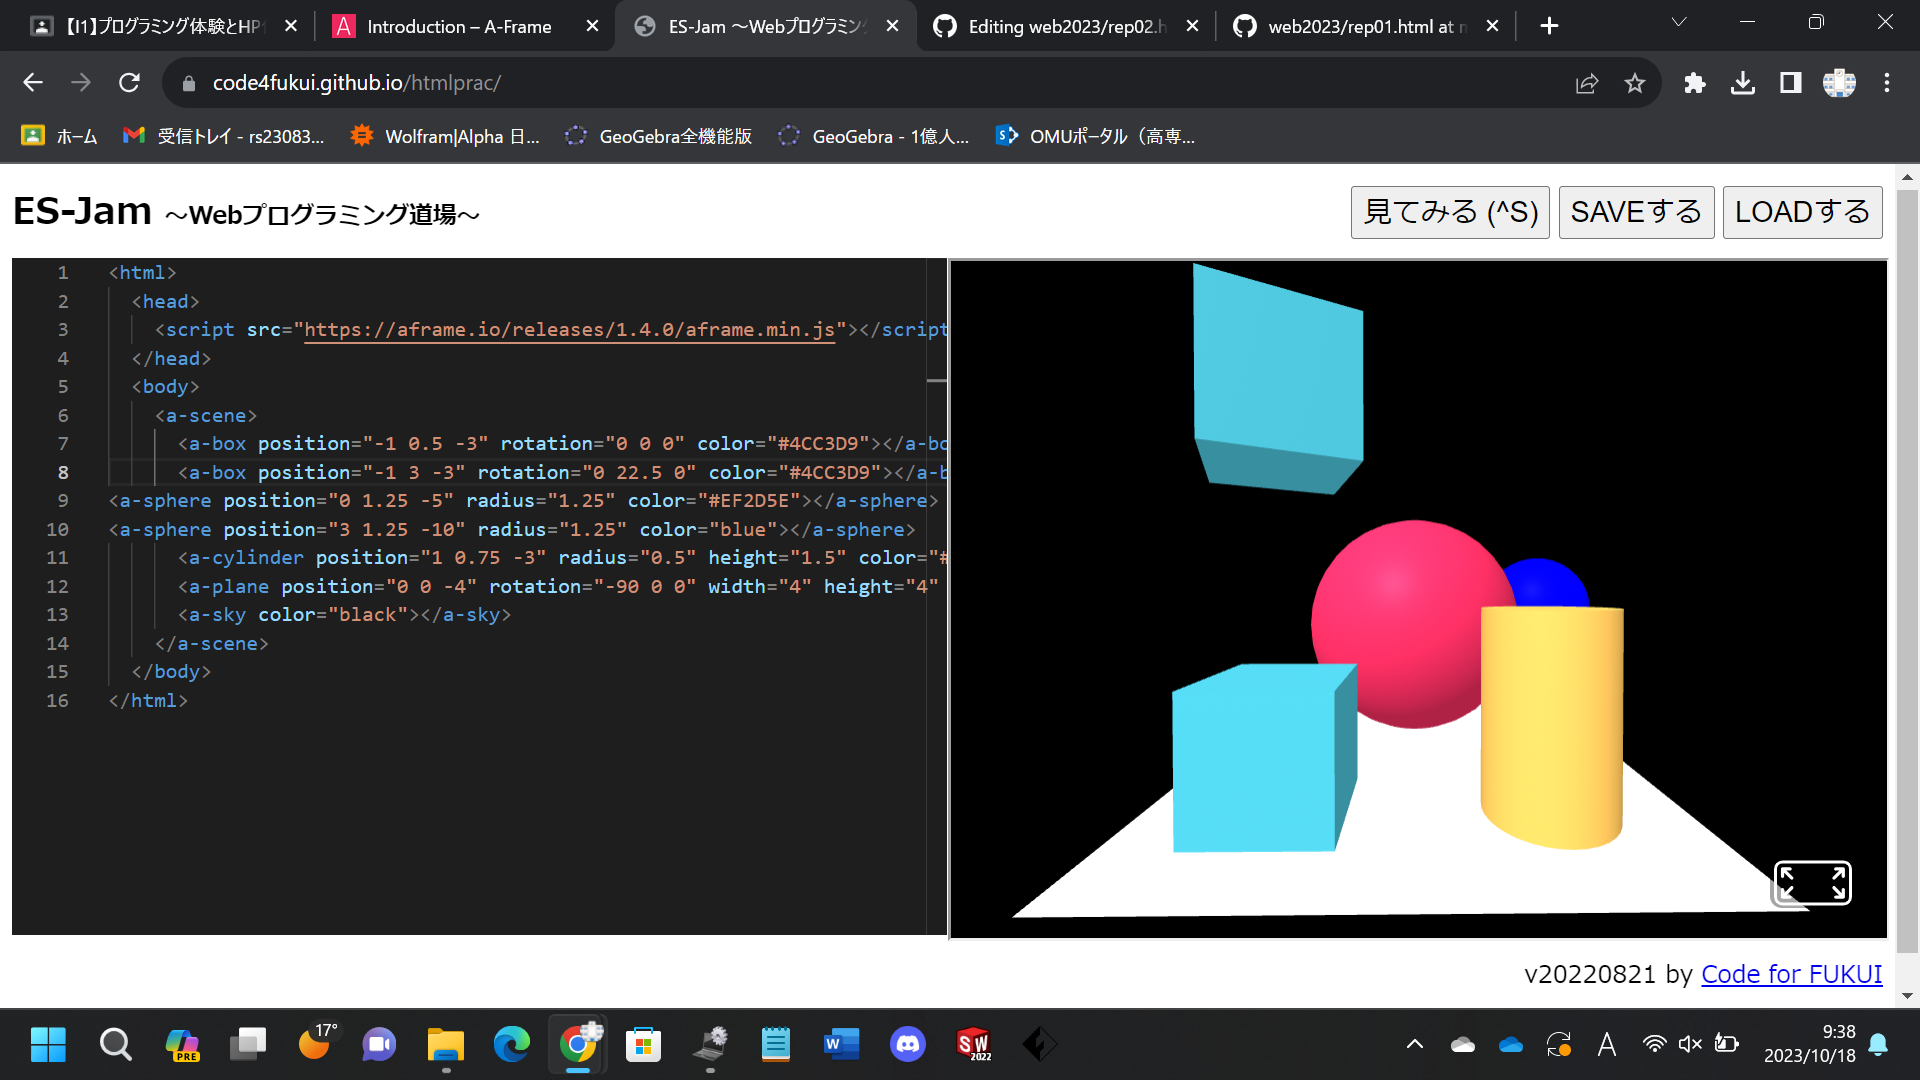 【I1】プログラミング体験とHP
Introduction – A-Frame
ES-Jam ～Webプログラミン
Editing web2023/rep02.h
web2023/rep01.html at m
code4fukui.github.io/htmlprac/
ホーム
受信トレイ - rs23083...
Wolfram|Alpha 日...
GeoGebra全機能版
GeoGebra - 1億人...
OMUポータル（高専...
ES-Jam ～Webプログラミング道場～
見てみる (^S)
SAVEする
LOADする
1 <html>
2 <head>
3 <script src="https://aframe.io/releases/1.4.0/aframe.min.js"></script
4 </head>
5 <body>
6 <a-scene>
7 <a-box position="-1 0.5 -3" rotation="0 0 0" color="#4CC3D9"></a-bo
8 <a-box position="-1 3 -3" rotation="0 22.5 0" color="#4CC3D9"></a-b
9 <a-sphere position="0 1.25 -5" radius="1.25" color="#EF2D5E"></a-sphere>
10 <a-sphere position="3 1.25 -10" radius="1.25" color="blue"></a-sphere>
11 <a-cylinder position="1 0.75 -3" radius="0.5" height="1.5" color="#
12 <a-plane position="0 0 -4" rotation="-90 0 0" width="4" height="4"
13 <a-sky color="black"></a-sky>
14 </a-scene>
15 </body>
16 </html>
v20220821 by Code for FUKUI
PRE
17°
W
SW
2022
A
9:38
2023/10/18